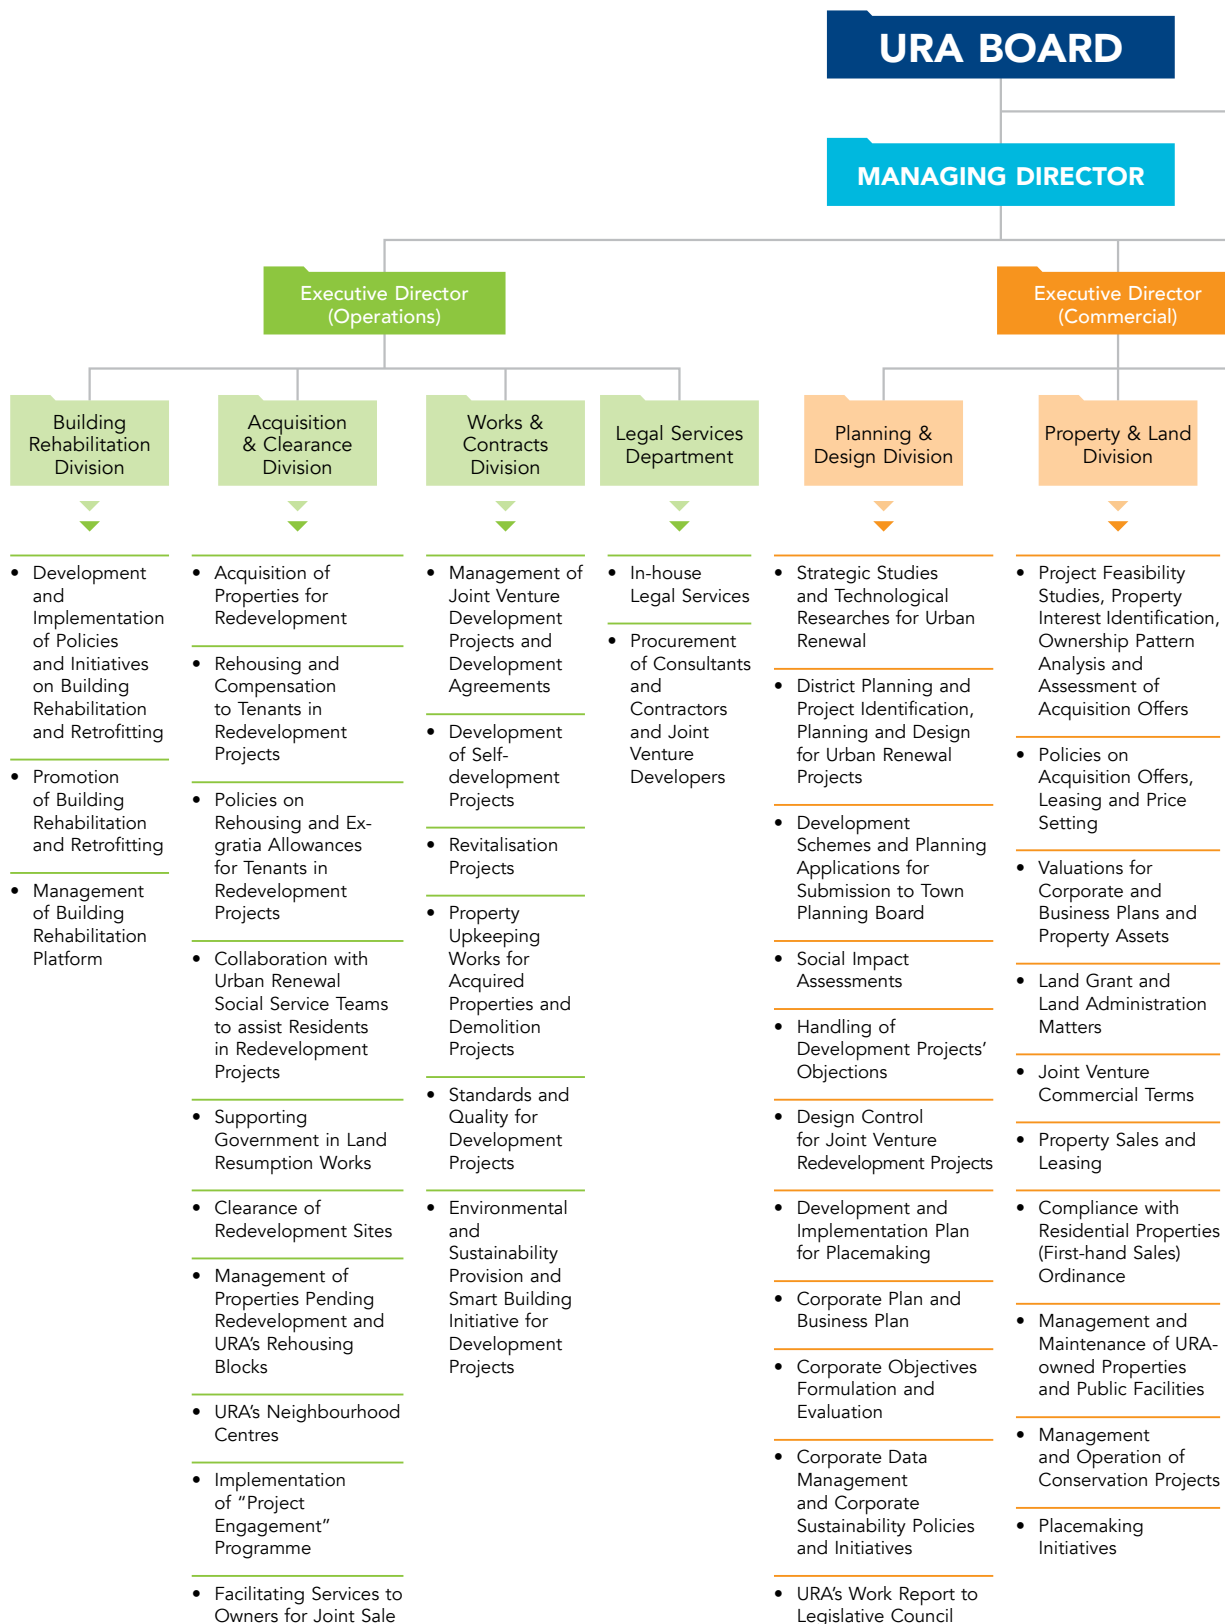 URA BOARD
MANAGING DIRECTOR
Executive Director
(Operations)
Executive Director
(Commercial)
Building
Rehabilitation
Division
Acquisition
& Clearance
Division
Works &
Contracts
Division
Legal Services
Department
Planning &
Design Division
Property & Land
Division
• Development
and
Implementation
of Policies
and Initiatives
on Building
Rehabilitation
and Retrofitting
• Promotion
of Building
Rehabilitation
and Retrofitting
• Management
of Building
Rehabilitation
Platform
• Acquisition of
Properties for
Redevelopment
• Rehousing and
Compensation
to Tenants in
Redevelopment
Projects
• Policies on
Rehousing and Ex-
gratia Allowances
for Tenants in
Redevelopment
Projects
• Collaboration with
Urban Renewal
Social Service Teams
to assist Residents
in Redevelopment
Projects
• Supporting
Government in Land
Resumption Works
• Clearance of
Redevelopment Sites
• Management of
Properties Pending
Redevelopment and
URA's Rehousing
Blocks
• URA's Neighbourhood
Centres
• Implementation
of “Project
Engagement”
Programme
• Facilitating Services to
Owners for Joint Sale
• Management of
Joint Venture
Development
Projects and
Development
Agreements
• Development
of Self-
development
Projects
• Revitalisation
Projects
• Property
Upkeeping
Works for
Acquired
Properties and
Demolition
Projects
• Standards and
Quality for
Development
Projects
• Environmental
and
Sustainability
Provision and
Smart Building
Initiative for
Development
Projects
• In-house
Legal Services
• Procurement
of Consultants
and
Contractors
and Joint
Venture
Developers
• Strategic Studies
and Technological
Researches for Urban
Renewal
• District Planning and
Project Identification,
Planning and Design
for Urban Renewal
Projects
• Development
Schemes and Planning
Applications for
Submission to Town
Planning Board
• Social Impact
Assessments
• Handling of
Development Projects’
Objections
• Design Control
for Joint Venture
Redevelopment Projects
• Development and
Implementation Plan
for Placemaking
• Corporate Plan and
Business Plan
• Corporate Objectives
Formulation and
Evaluation
• Corporate Data
Management
and Corporate
Sustainability Policies
and Initiatives
• URA's Work Report to
Legislative Council
• Project Feasibility
Studies, Property
Interest Identification,
Ownership Pattern
Analysis and
Assessment of
Acquisition Offers
• Policies on
Acquisition Offers,
Leasing and Price
Setting
• Valuations for
Corporate and
Business Plans and
Property Assets
• Land Grant and
Land Administration
Matters
• Joint Venture
Commercial Terms
• Property Sales and
Leasing
• Compliance with
Residential Properties
(First-hand Sales)
Ordinance
• Management and
Maintenance of URA-
owned Properties
and Public Facilities
• Management
and Operation of
Conservation Projects
• Placemaking
Initiatives